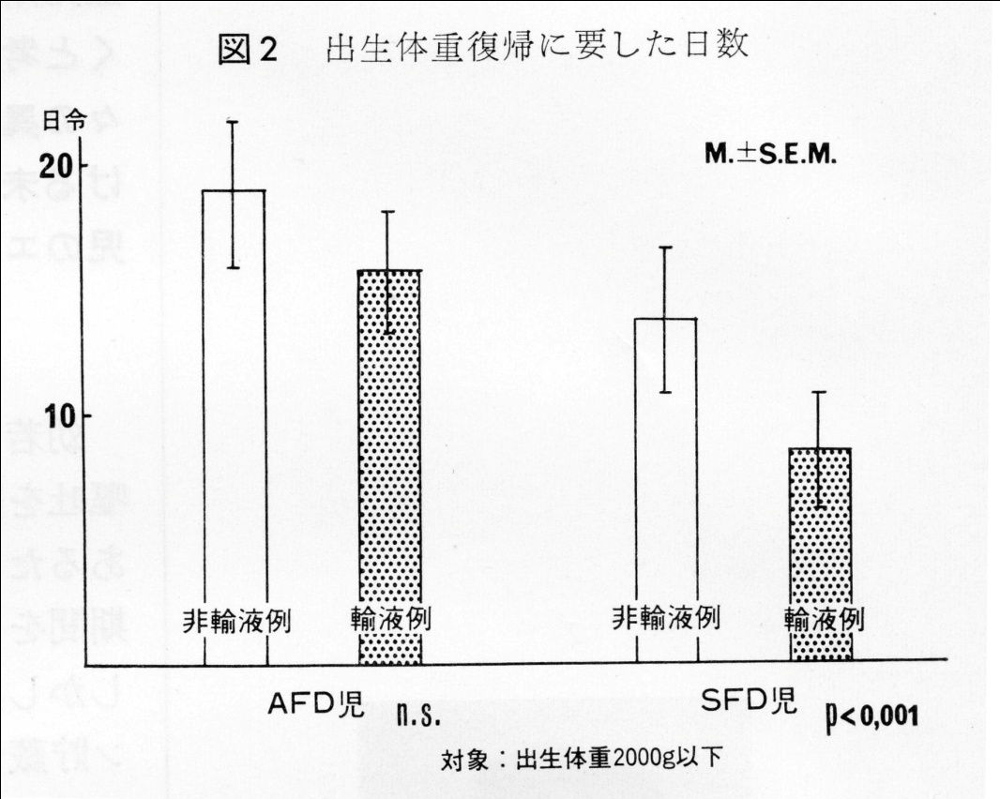 図2 出生体重復帰に要した日数
日令
20
M.±S.E.M.
10
非輸液例 輸液例 非輸液例 輸液例
AFD児 n.s. SFD児 p<0,001
対象：出生体重2000g以下